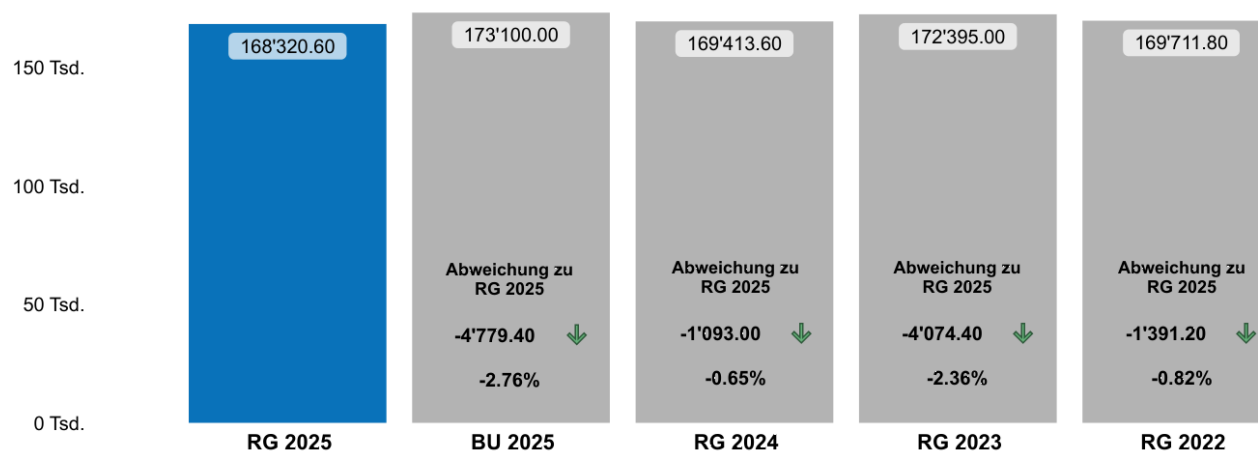 168'320.60
173'100.00
169'413.60
172'395.00
169'711.80
150 Tsd.
100 Tsd.
50 Tsd.
0 Tsd.
Abweichung zu
RG 2025
-4'779.40
-2.76%
Abweichung zu
RG 2025
-1'093.00
-0.65%
Abweichung zu
RG 2025
-4'074.40
-2.36%
Abweichung zu
RG 2025
-1'391.20
-0.82%
RG 2025
BU 2025
RG 2024
RG 2023
RG 2022